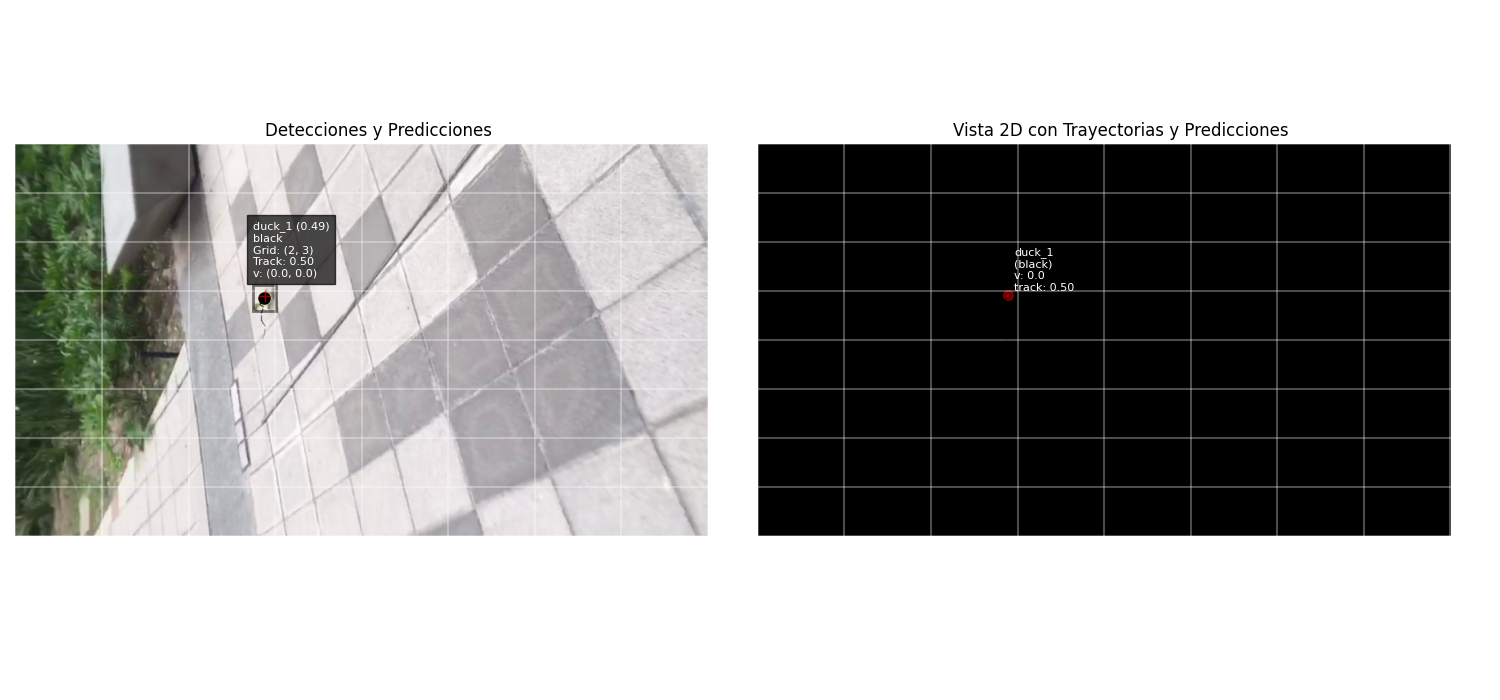 Detecciones y Predicciones
duck_1 (0.49)
black
Grid: (2, 3)
Track: 0.50
v: (0.0, 0.0)
Vista 2D con Trayectorias y Predicciones
duck_1
(black)
v: 0.0
track: 0.50